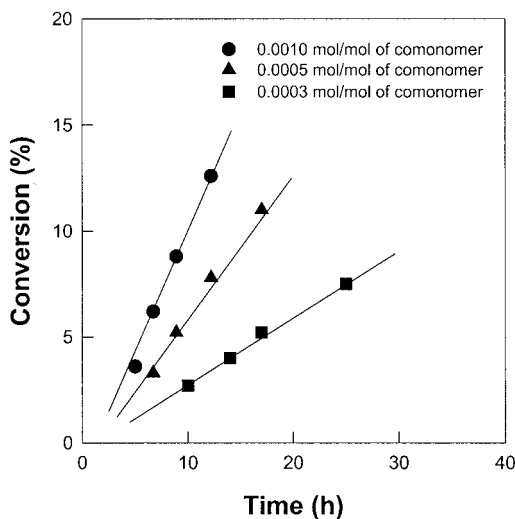 20
0.0010 mol/mol of comonomer
0.0005 mol/mol of comonomer
0.0003 mol/mol of comonomer
15
10
5
0
Conversion (%)
0 10 20 30 40
Time (h)